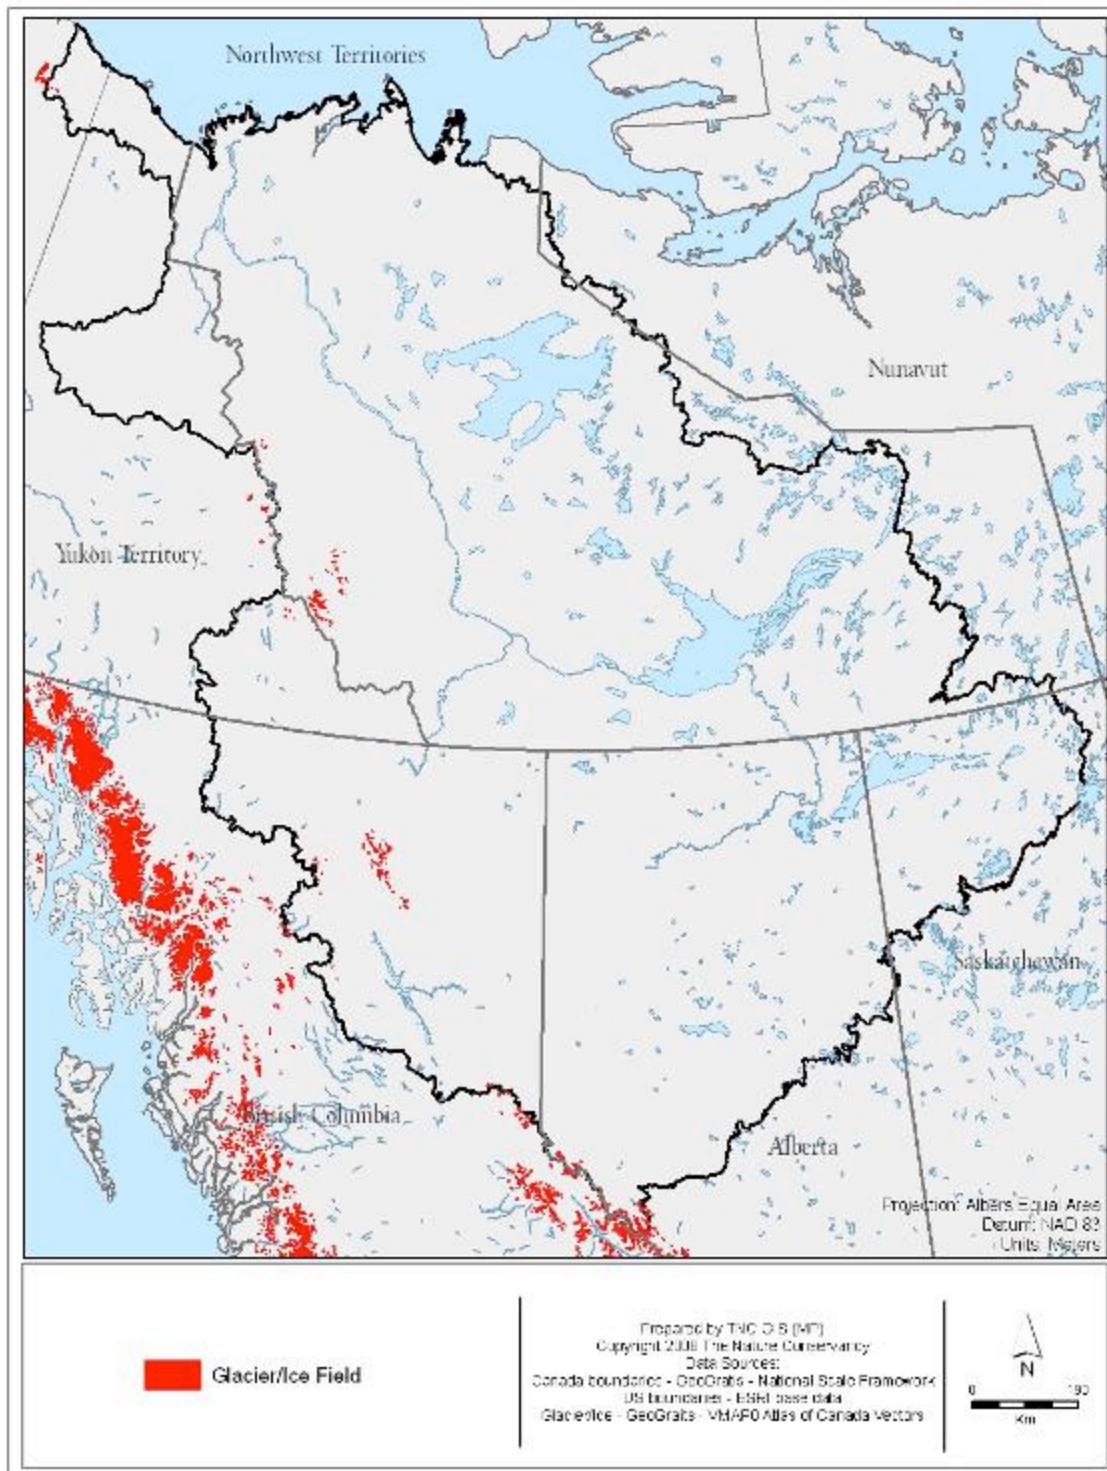 Northwest Territories
Nunavut
Yukon Territory
Saskatchewan
British Columbia
Alberta
Projection: Albers Equal Area
Datum: NAD 83
Units: Meters
Glacier/Ice Field
Prepared by TNC GIS (MP)
Copyright 2008 The Nature Conservancy
Data Sources:
Canada boundaries - GeoGratis - National Scale Framework
US boundaries - ESRI base data
Glacier/Ice - GeoGratis - VMAP0 Atlas of Canada Vectors
N
0 190
Km